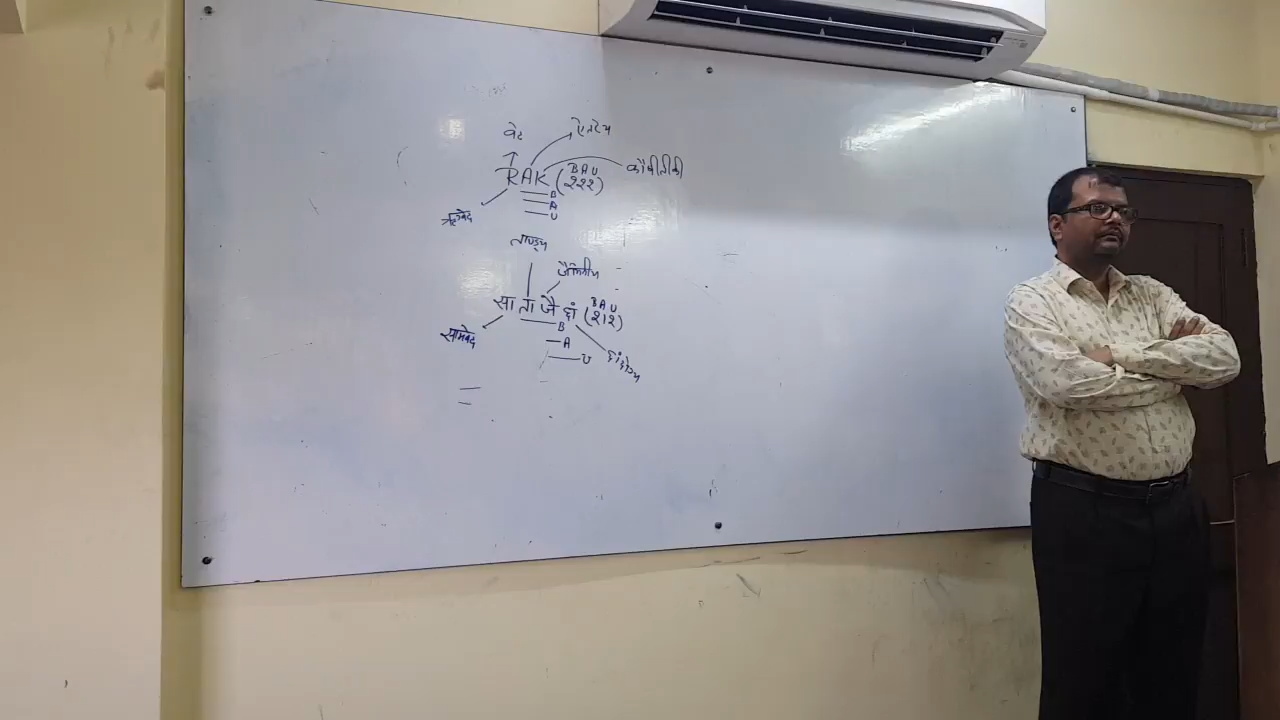 वेद ऐतरेय
RAK (BAU
222) कौषीतकी
B
A
U
ऋग्वेद
ताण्ड्य
जैमिनीय
सा ता जै छां (BAU
212)
B
सामवेद
A
U
छांदोग्य